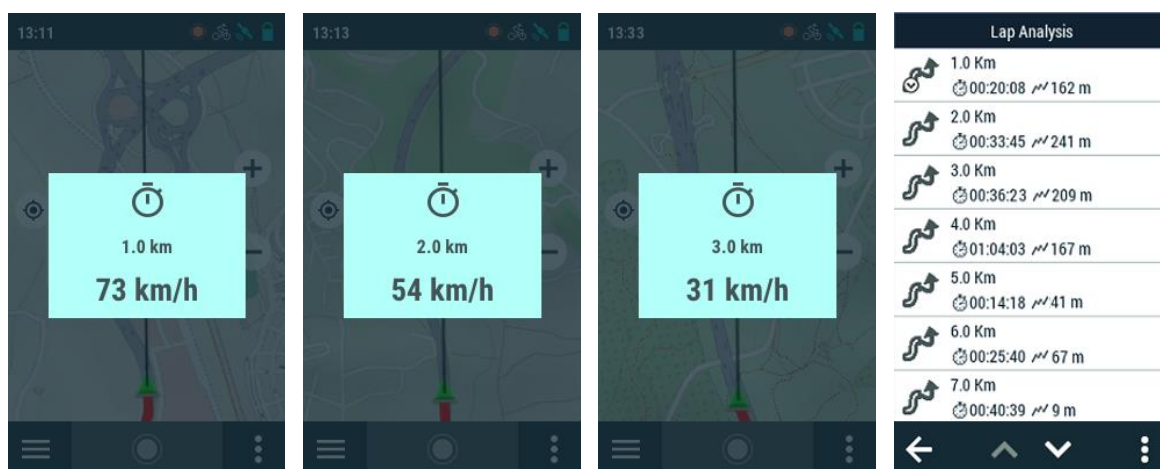 13:11
1.0 km
73 km/h
13:13
2.0 km
54 km/h
13:33
3.0 km
31 km/h
Lap Analysis
1.0 Km
00:20:08 162 m
2.0 Km
00:33:45 241 m
3.0 Km
00:36:23 209 m
4.0 Km
01:04:03 167 m
5.0 Km
00:14:18 41 m
6.0 Km
00:25:40 67 m
7.0 Km
00:40:39 9 m